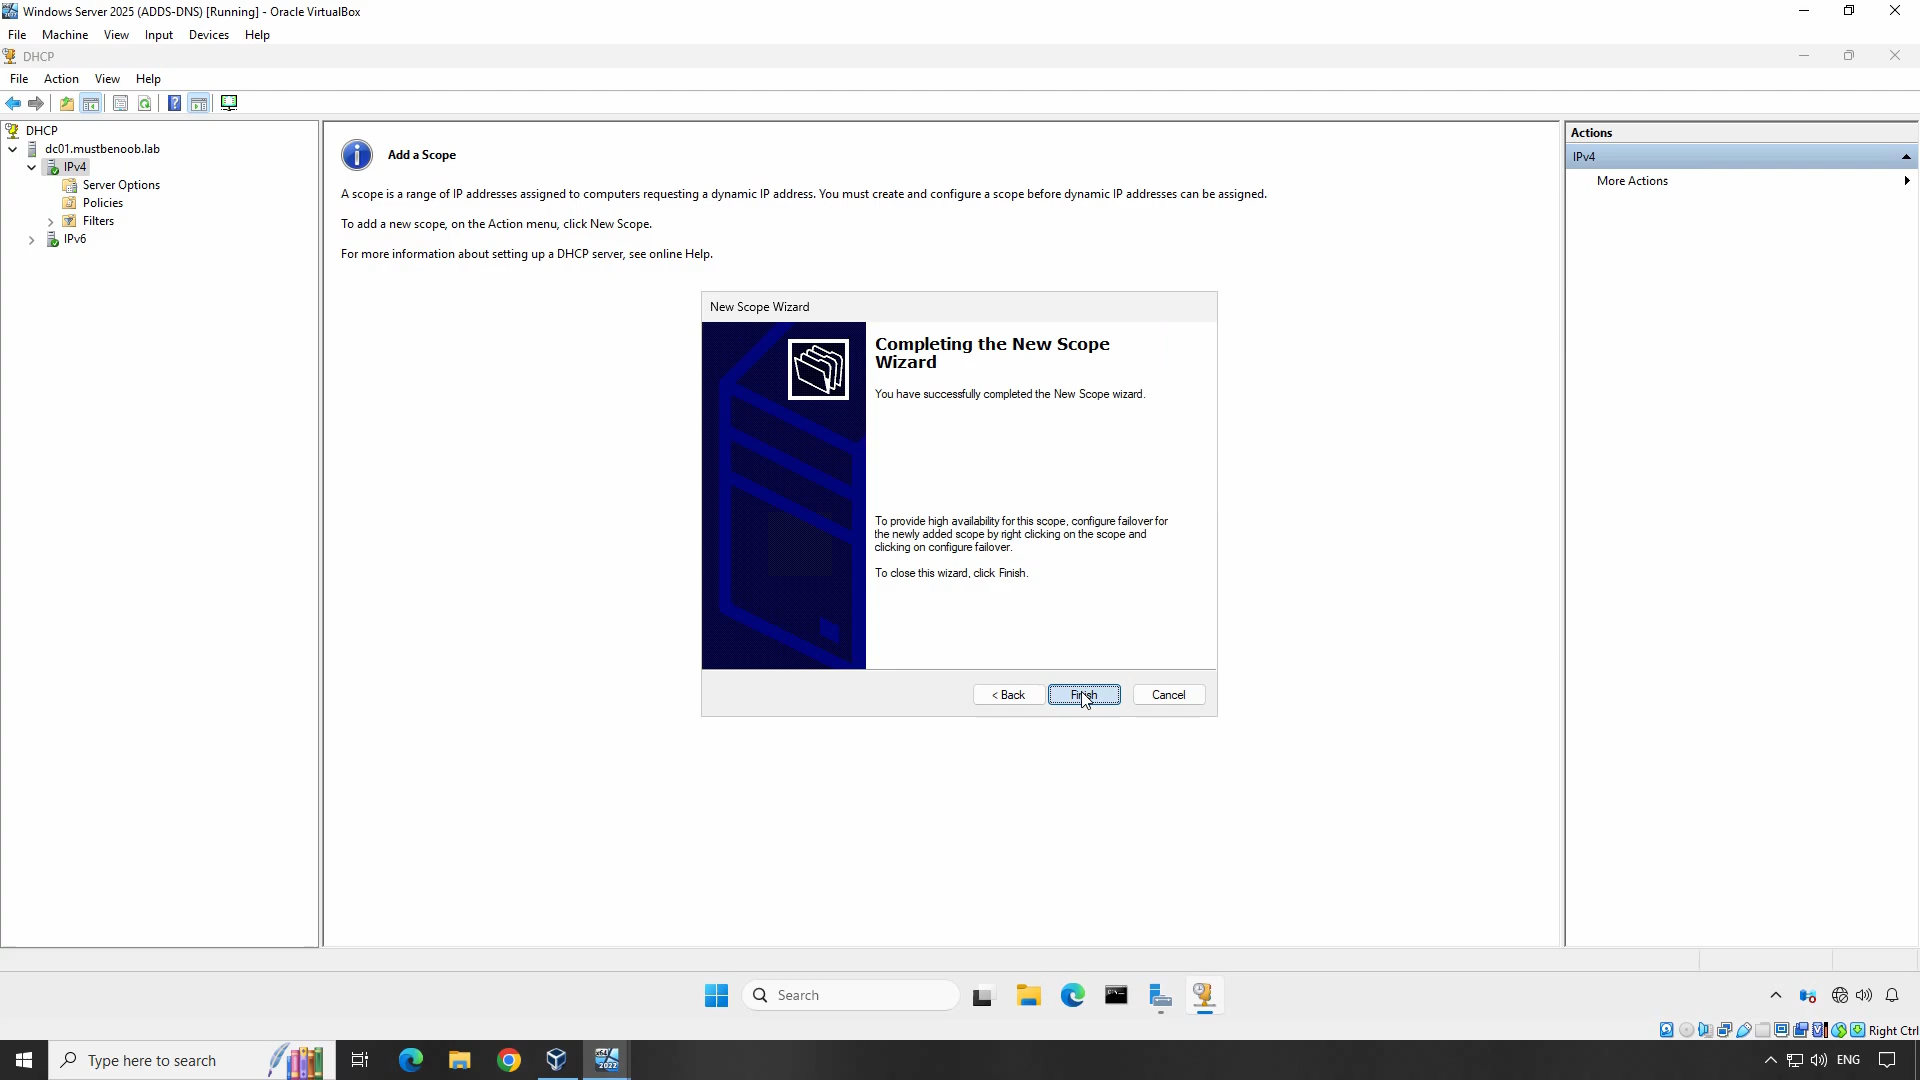 Windows Server 2025 (ADDS-DNS) [Running] - Oracle VirtualBox
File Machine View Input Devices Help
DHCP
File Action View Help
DHCP
dc01.mustbenoob.lab
IPv4
Server Options
Policies
Filters
IPv6
Add a Scope
A scope is a range of IP addresses assigned to computers requesting a dynamic IP address. You must create and configure a scope before dynamic IP addresses can be assigned.
To add a new scope, on the Action menu, click New Scope.
For more information about setting up a DHCP server, see online Help.
New Scope Wizard
Completing the New Scope
Wizard
You have successfully completed the New Scope wizard.
To provide high availability for this scope, configure failover for
the newly added scope by right clicking on the scope and
clicking on configure failover.
To close this wizard, click Finish.
< Back Finish Cancel
Actions
IPv4
More Actions
Search
Right Ctrl
Type here to search
x64
2022
ENG